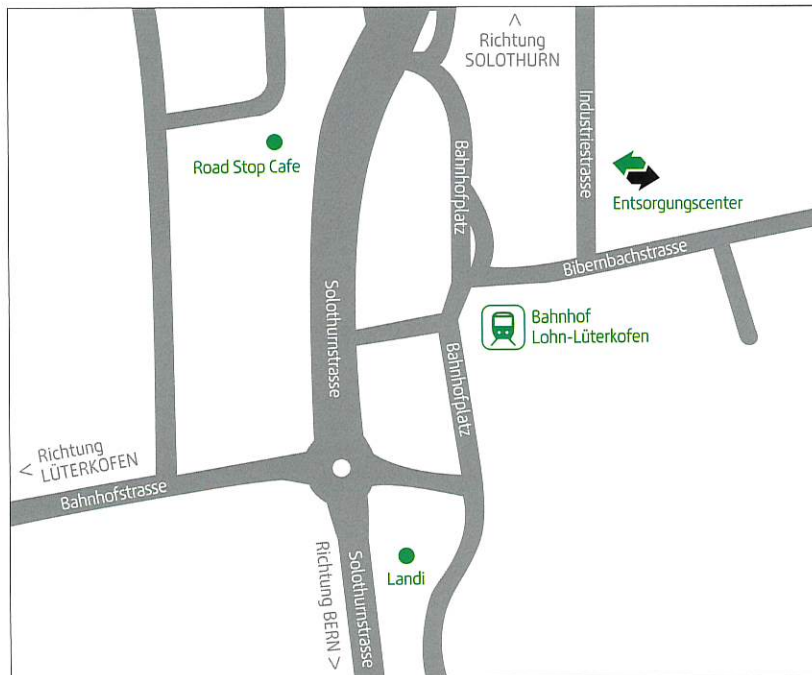 Richtung
SOLOTHURN
Road Stop Cafe
Bahnhofplatz
Industriestrasse
Entsorgungscenter
Bibernbachstrasse
Solothurnstrasse
Bahnhof
Lohn-Lüterkofen
Bahnhofplatz
< Richtung
LÜTERKOFEN
Bahnhofstrasse
Richtung BERN >
Solothurnstrasse
Landi